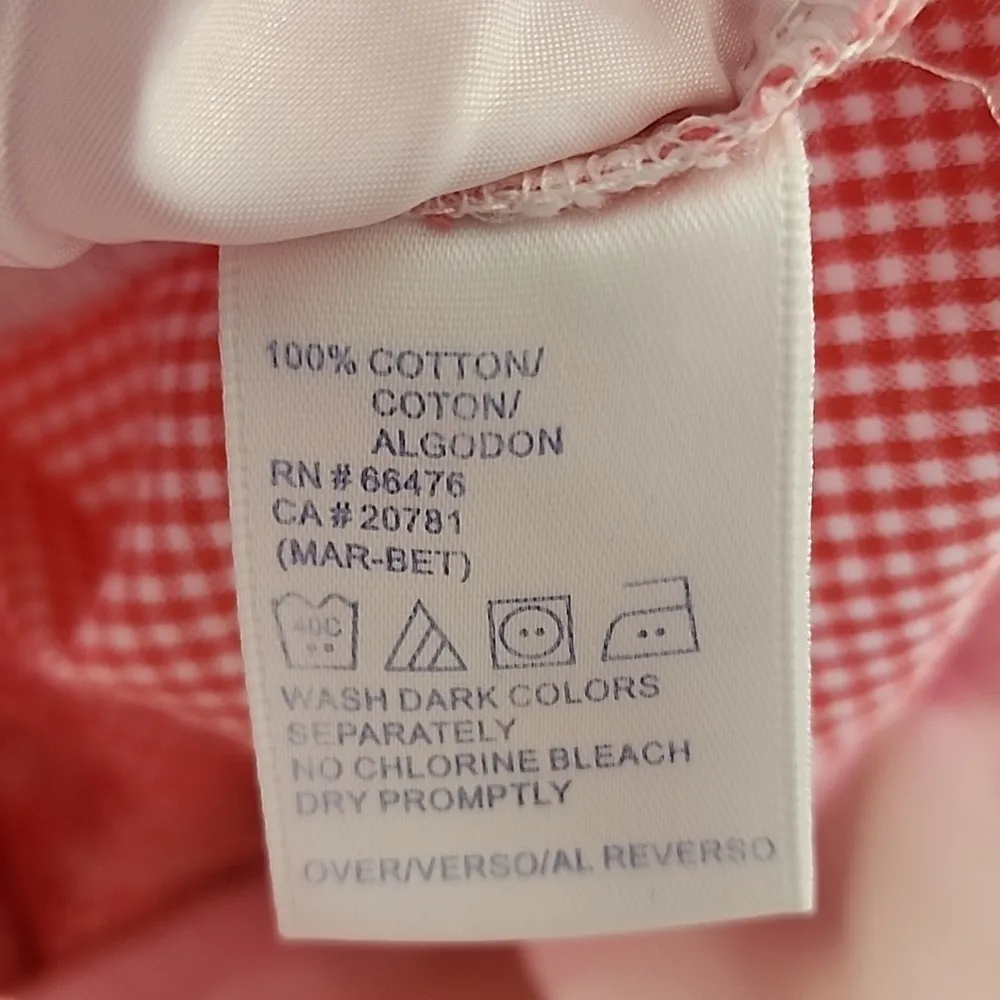 100% COTTON/
COTON/
ALGODON
RN # 66476
CA # 20781
(MAR-BET)
40C
WASH DARK COLORS
SEPARATELY
NO CHLORINE BLEACH
DRY PROMPTLY
OVER/VERSO/AL REVERSO